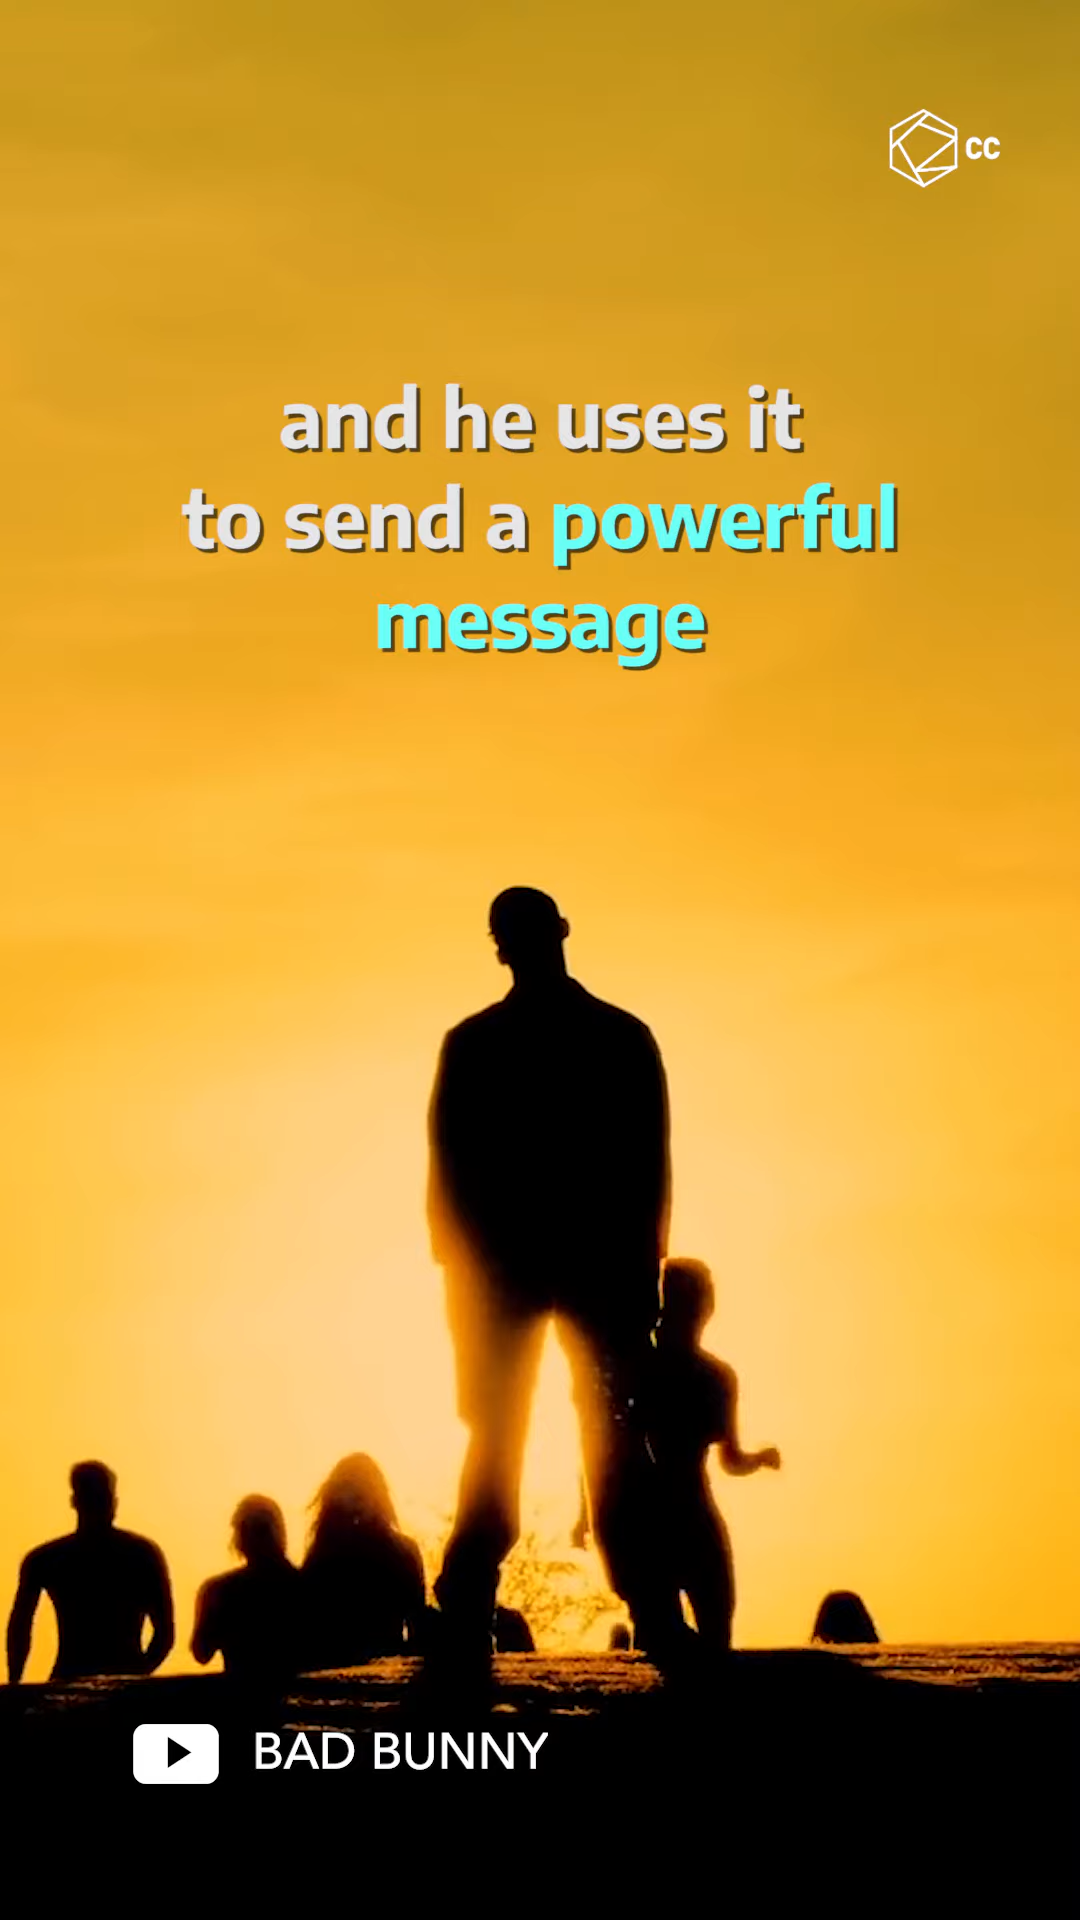 CC
and he uses it
to send a powerful
message
BAD BUNNY